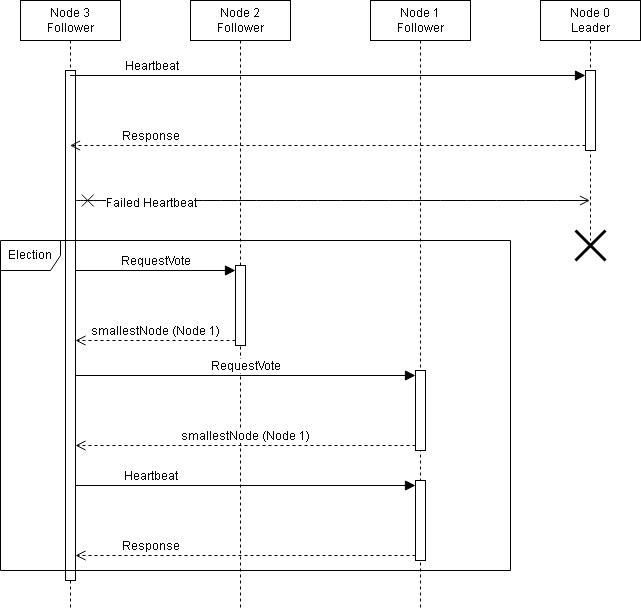 Node 3
Follower
Node 2
Follower
Node 1
Follower
Node 0
Leader
Heartbeat
Response
Failed Heartbeat
Election
RequestVote
smallestNode (Node 1)
RequestVote
smallestNode (Node 1)
Heartbeat
Response